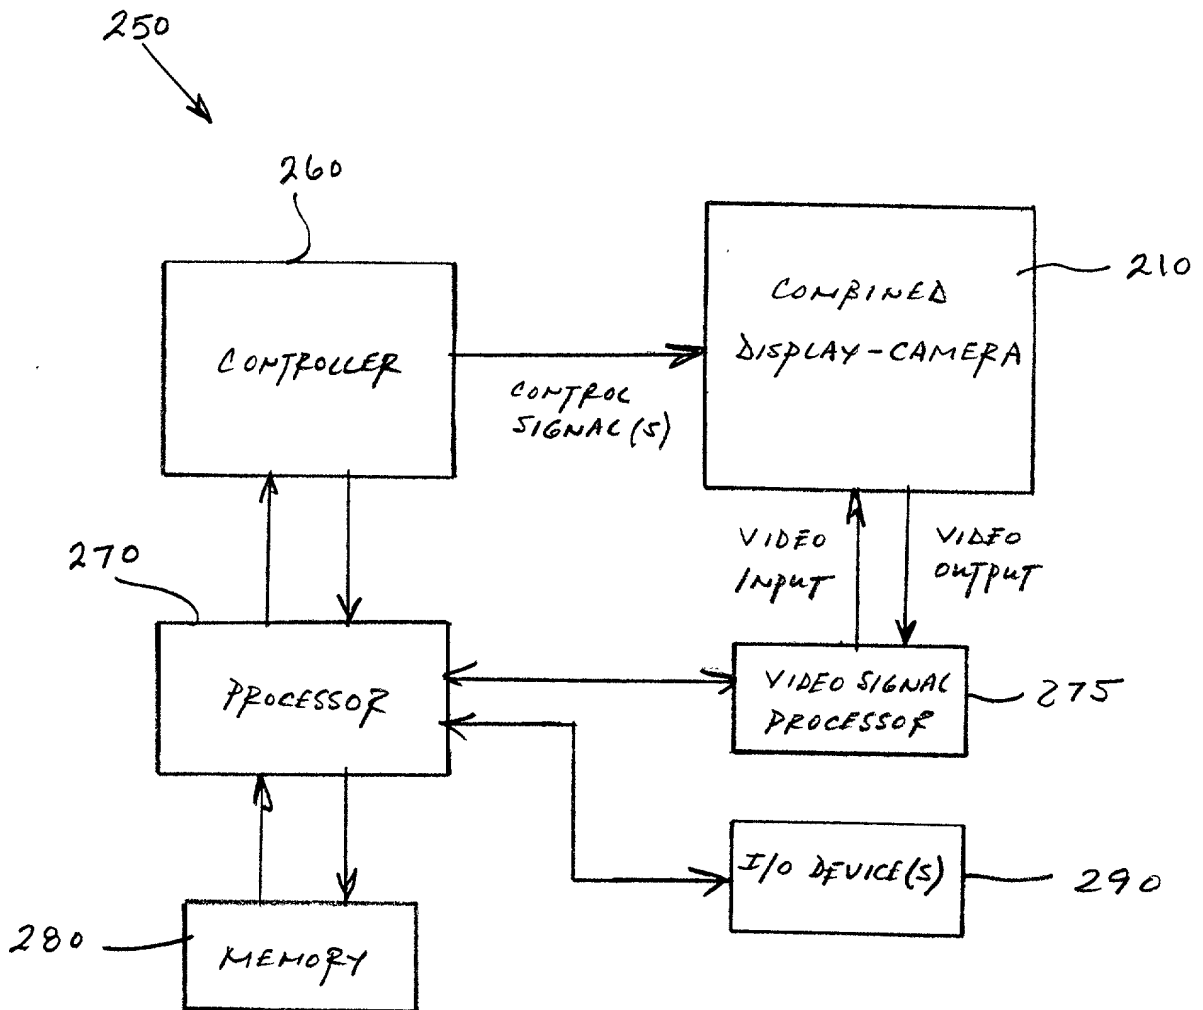 250
260
CONTROLLER
COMBINED
DISPLAY-CAMERA
210
CONTROL
SIGNAL(S)
VIDEO
INPUT
VIDEO
OUTPUT
270
PROCESSOR
VIDEO SIGNAL
PROCESSOR
275
I/O DEVICE(S)
290
280
MEMORY